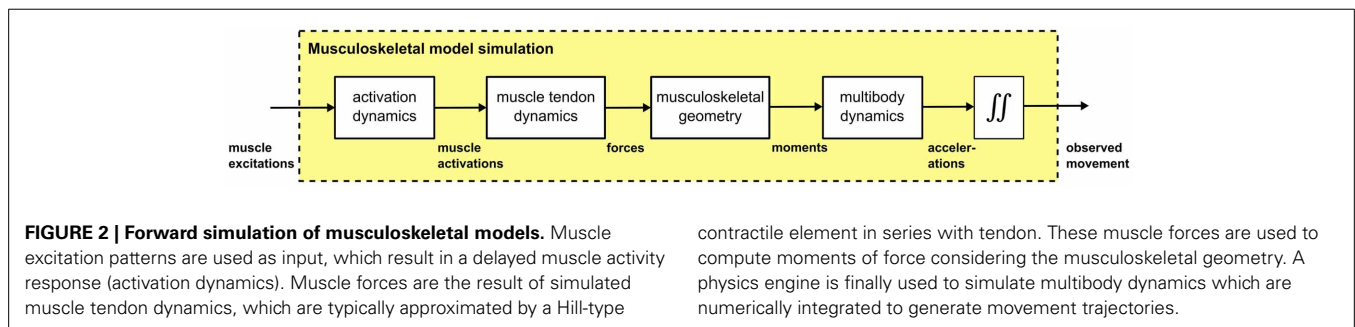 Musculoskeletal model simulation
activation
dynamics
muscle tendon
dynamics
musculoskeletal
geometry
multibody
dynamics
∬
muscle
excitations
muscle
activations
forces
moments
acceler-
ations
observed
movement
FIGURE 2 | Forward simulation of musculoskeletal models. Muscle
excitation patterns are used as input, which result in a delayed muscle activity
response (activation dynamics). Muscle forces are the result of simulated
muscle tendon dynamics, which are typically approximated by a Hill-type
contractile element in series with tendon. These muscle forces are used to
compute moments of force considering the musculoskeletal geometry. A
physics engine is finally used to simulate multibody dynamics which are
numerically integrated to generate movement trajectories.